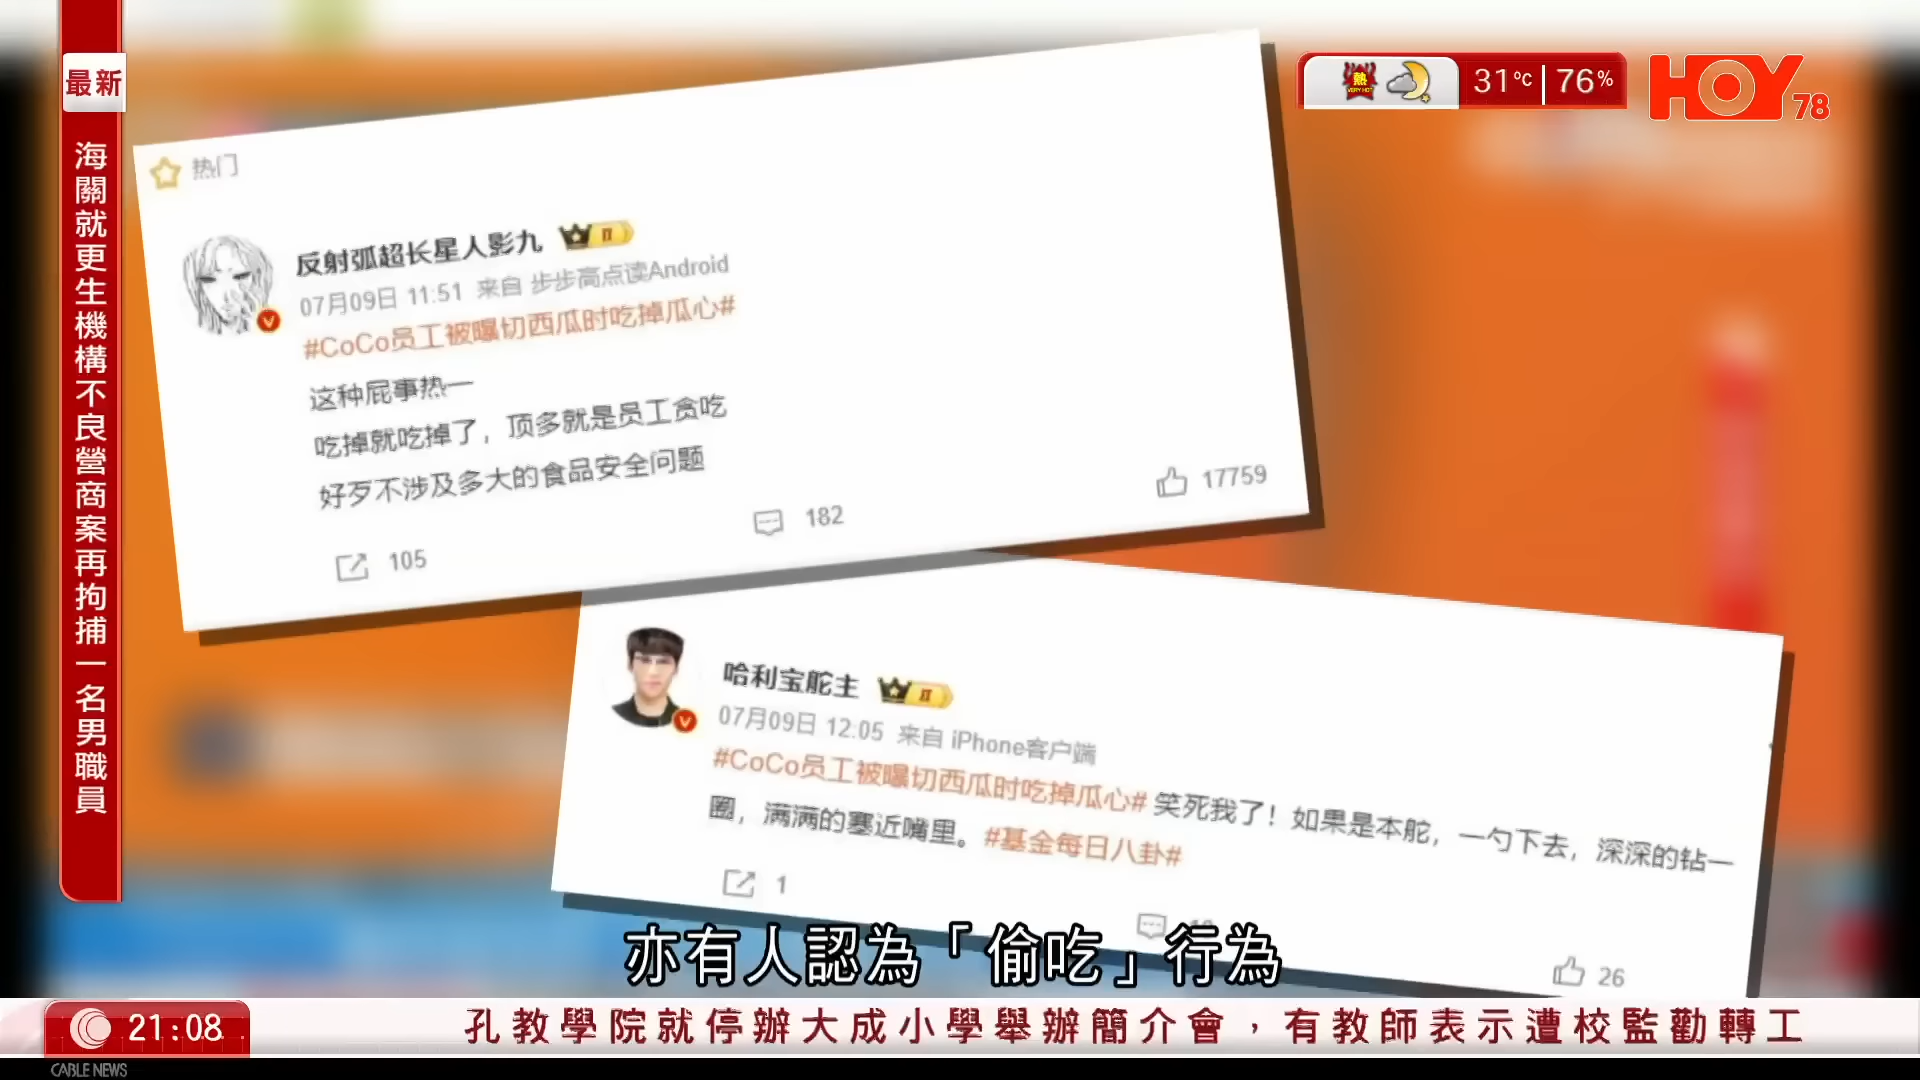 最新
海關就更生機構不良營商案再拘捕一名男職員
熱
VERY HOT
31°C
76%
HOY 78
热门
反射弧超长星人影九
II
07月09日 11:51 来自 步步高点读Android
#CoCo员工被曝切西瓜时吃掉瓜心#
这种屁事热一
吃掉就吃掉了，顶多就是员工贪吃
好歹不涉及多大的食品安全问题
105
182
17759
哈利宝舵主
II
07月09日 12:05 来自 iPhone客户端
#CoCo员工被曝切西瓜时吃掉瓜心# 笑死我了！如果是本舵，一勺下去，深深的钻一
圈，满满的塞近嘴里。#基金每日八卦#
1
26
亦有人認為「偷吃」行為
21:08
孔教學院就停辦大成小學舉辦簡介會，有教師表示遭校監勸轉工
CABLE NEWS